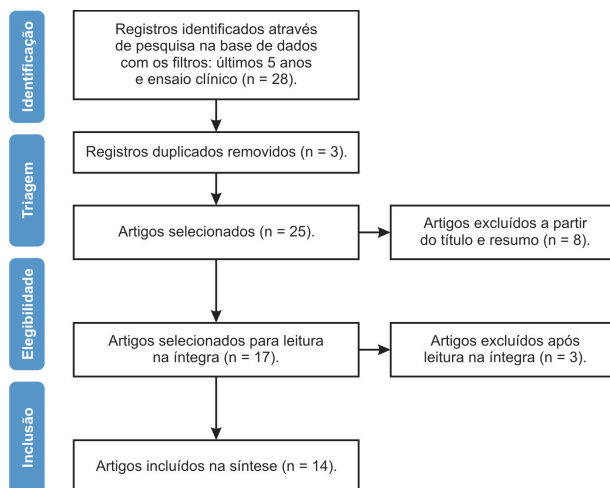 Identificação
Registros identificados através
de pesquisa na base de dados
com os filtros: últimos 5 anos
e ensaio clínico (n = 28).
Triagem
Registros duplicados removidos (n = 3).
Artigos selecionados (n = 25).
Artigos excluídos a partir
do título e resumo (n = 8).
Elegibilidade
Artigos selecionados para leitura
na íntegra (n = 17).
Artigos excluídos após
leitura na íntegra (n = 3).
Inclusão
Artigos incluídos na síntese (n = 14).